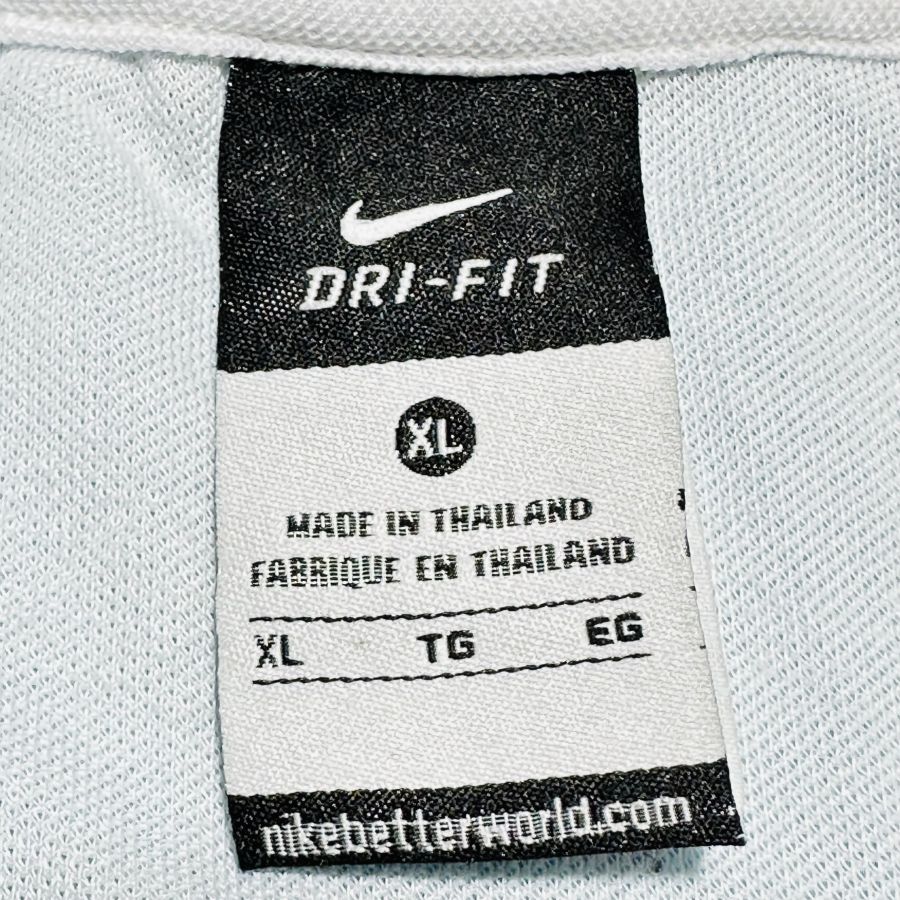 DRI-FIT
XL
MADE IN THAILAND
FABRIQUE EN THAILAND
XL TG EG
nikebetterworld.com